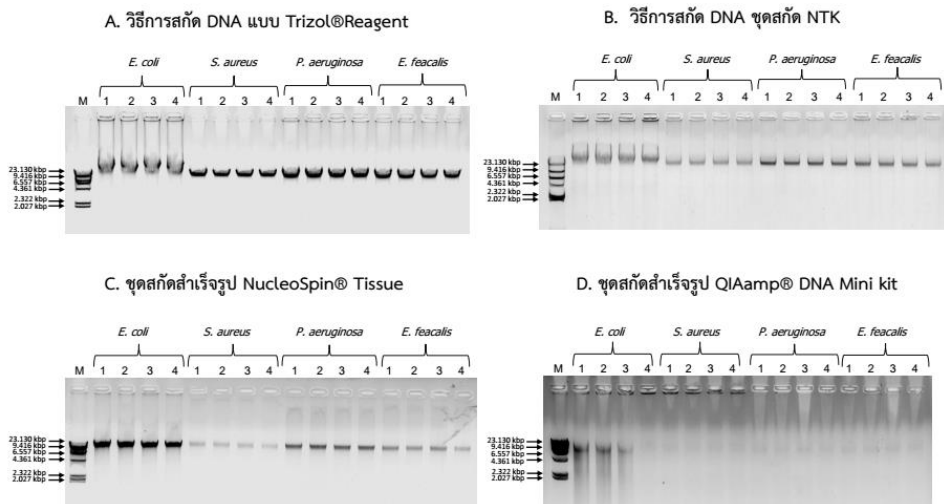 A. วิธีการสกัด DNA แบบ Trizol®Reagent
E. coli S. aureus P. aeruginosa E. feacalis
M 1 2 3 4 1 2 3 4 1 2 3 4 1 2 3 4
23.130 kbp
9.416 kbp
6.557 kbp
4.361 kbp
2.322 kbp
2.027 kbp
B. วิธีการสกัด DNA ชุดสกัด NTK
E. coli S. aureus P. aeruginosa E. feacalis
M 1 2 3 4 1 2 3 4 1 2 3 4 1 2 3 4
23.130 kbp
9.416 kbp
6.557 kbp
4.361 kbp
2.322 kbp
2.027 kbp
C. ชุดสกัดสำเร็จรูป NucleoSpin® Tissue
E. coli S. aureus P. aeruginosa E. feacalis
M 1 2 3 4 1 2 3 4 1 2 3 4 1 2 3 4
23.130 kbp
9.416 kbp
6.557 kbp
4.361 kbp
2.322 kbp
2.027 kbp
D. ชุดสกัดสำเร็จรูป QIAamp® DNA Mini kit
E. coli S. aureus P. aeruginosa E. feacalis
M 1 2 3 4 1 2 3 4 1 2 3 4 1 2 3 4
23.130 kbp
9.416 kbp
6.557 kbp
4.361 kbp
2.322 kbp
2.027 kbp